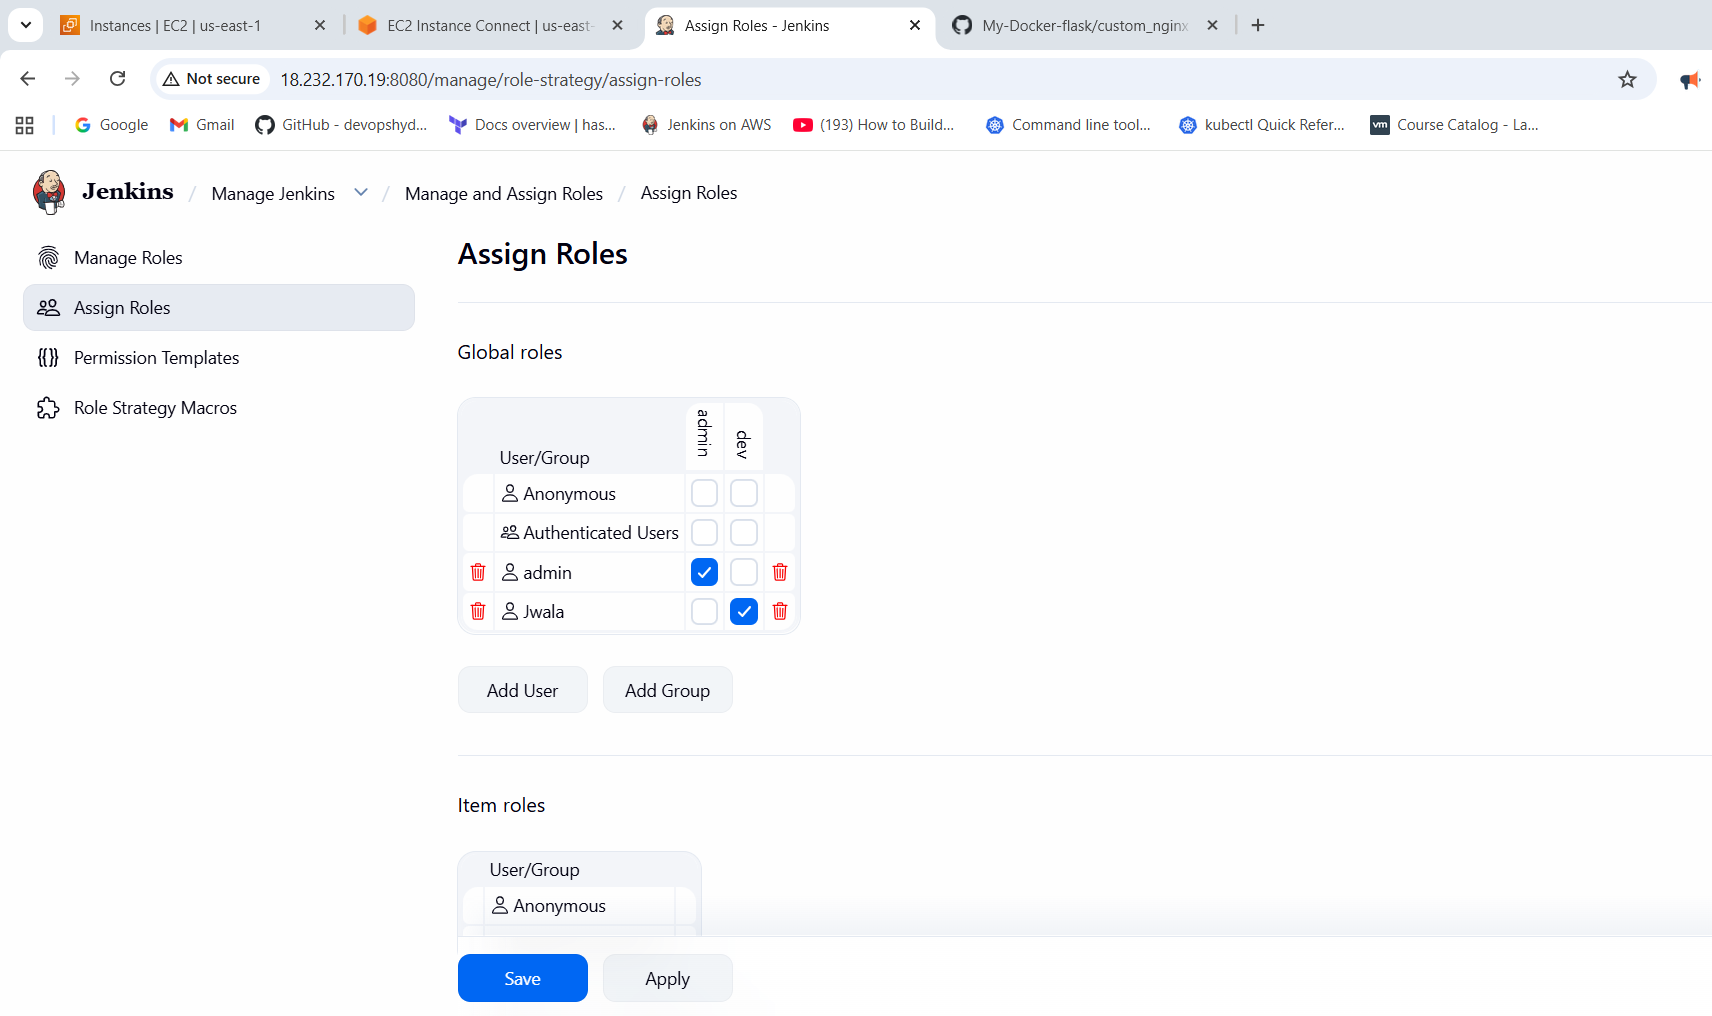 Instances | EC2 | us-east-1
EC2 Instance Connect | us-east-
Assign Roles - Jenkins
My-Docker-flask/custom_nginx
Not secure
18.232.170.19:8080/manage/role-strategy/assign-roles
Google
Gmail
GitHub - devopshyd...
Docs overview | has...
Jenkins on AWS
(193) How to Build...
Command line tool...
kubectl Quick Refer...
vm
Course Catalog - La...
Jenkins / Manage Jenkins / Manage and Assign Roles / Assign Roles
Manage Roles
Assign Roles
Permission Templates
Role Strategy Macros
Assign Roles
Global roles
User/Group
admin
dev
Anonymous
Authenticated Users
admin
Jwala
Add User
Add Group
Item roles
User/Group
Anonymous
Save
Apply